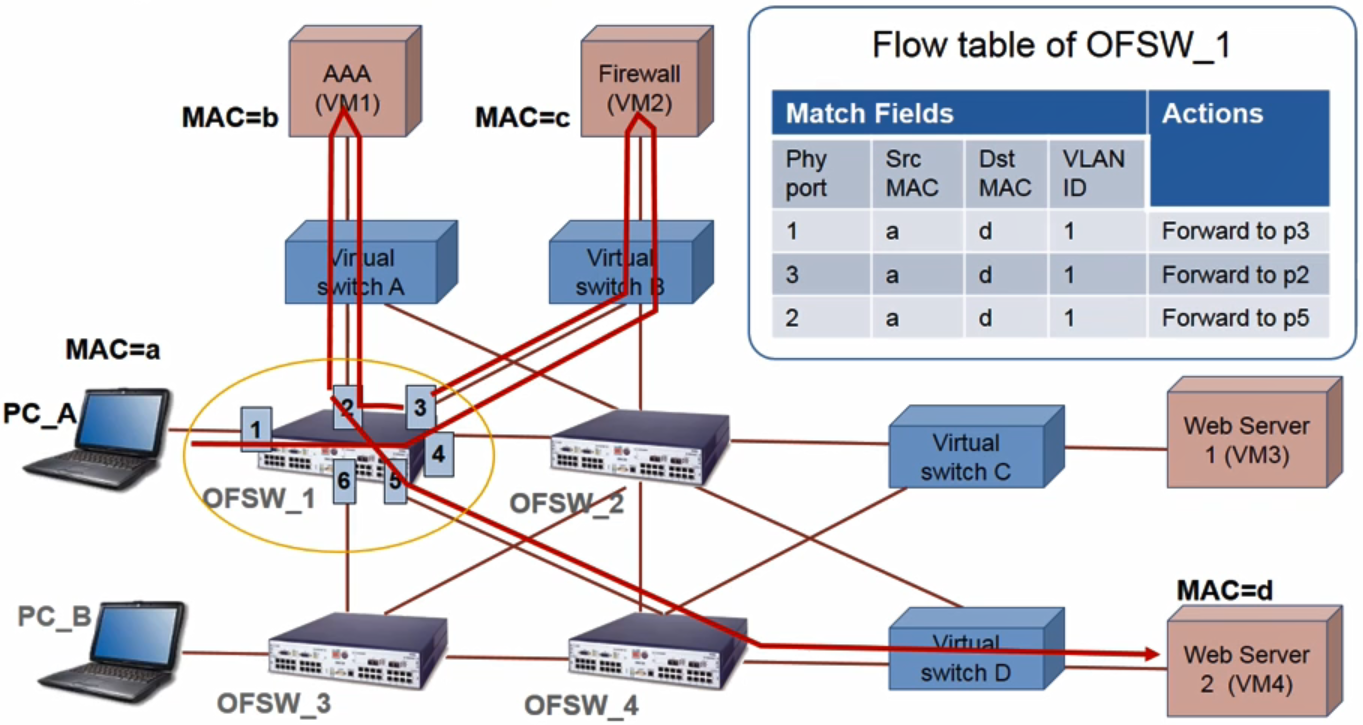 Flow table of OFSW_1
Match Fields Actions
Phy port Src MAC Dst MAC VLAN ID
1 a d 1 Forward to p3
3 a d 1 Forward to p2
2 a d 1 Forward to p5
AAA
(VM1)
MAC=b
Firewall
(VM2)
MAC=c
Virtual
switch A
Virtual
switch B
MAC=a
PC_A
1
2
3
4
5
6
OFSW_1
OFSW_2
Virtual
switch C
Web Server
1 (VM3)
PC_B
OFSW_3
OFSW_4
Virtual
switch D
MAC=d
Web Server
2 (VM4)